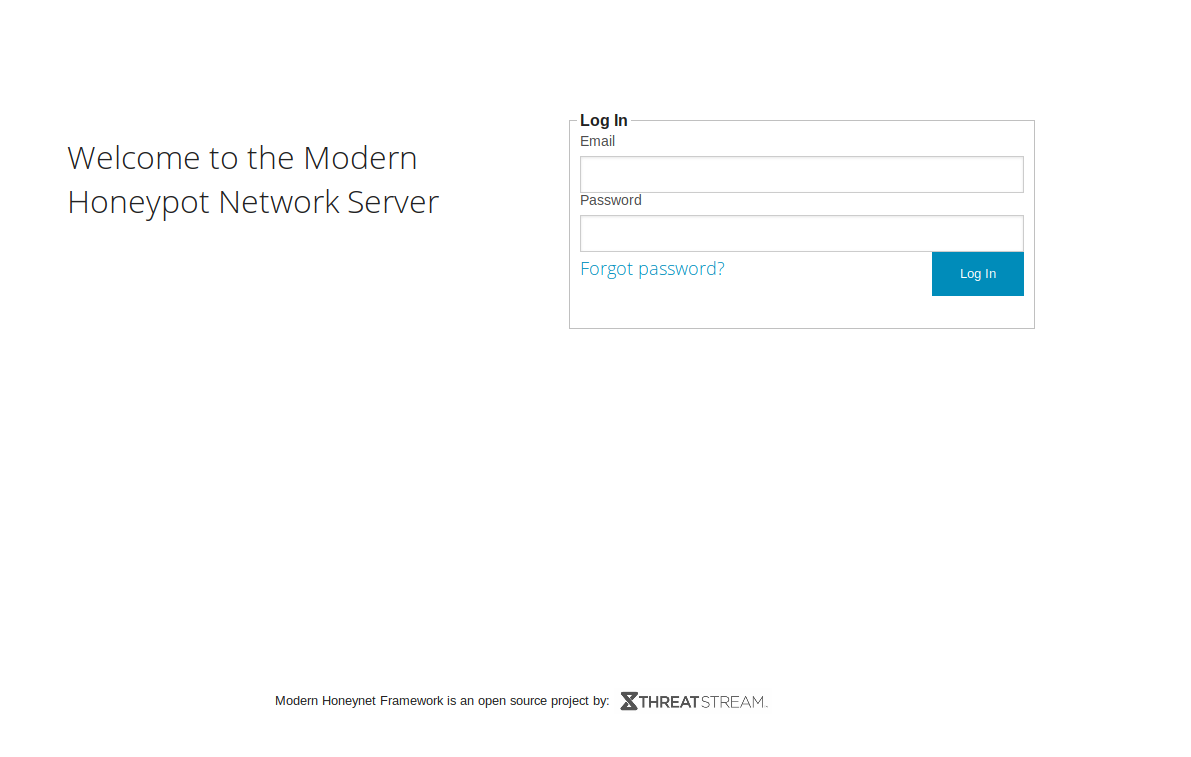 Welcome to the Modern
Honeypot Network Server
Log In
Email
Password
Forgot password?
Log In
Modern Honeynet Framework is an open source project by: THREATSTREAM